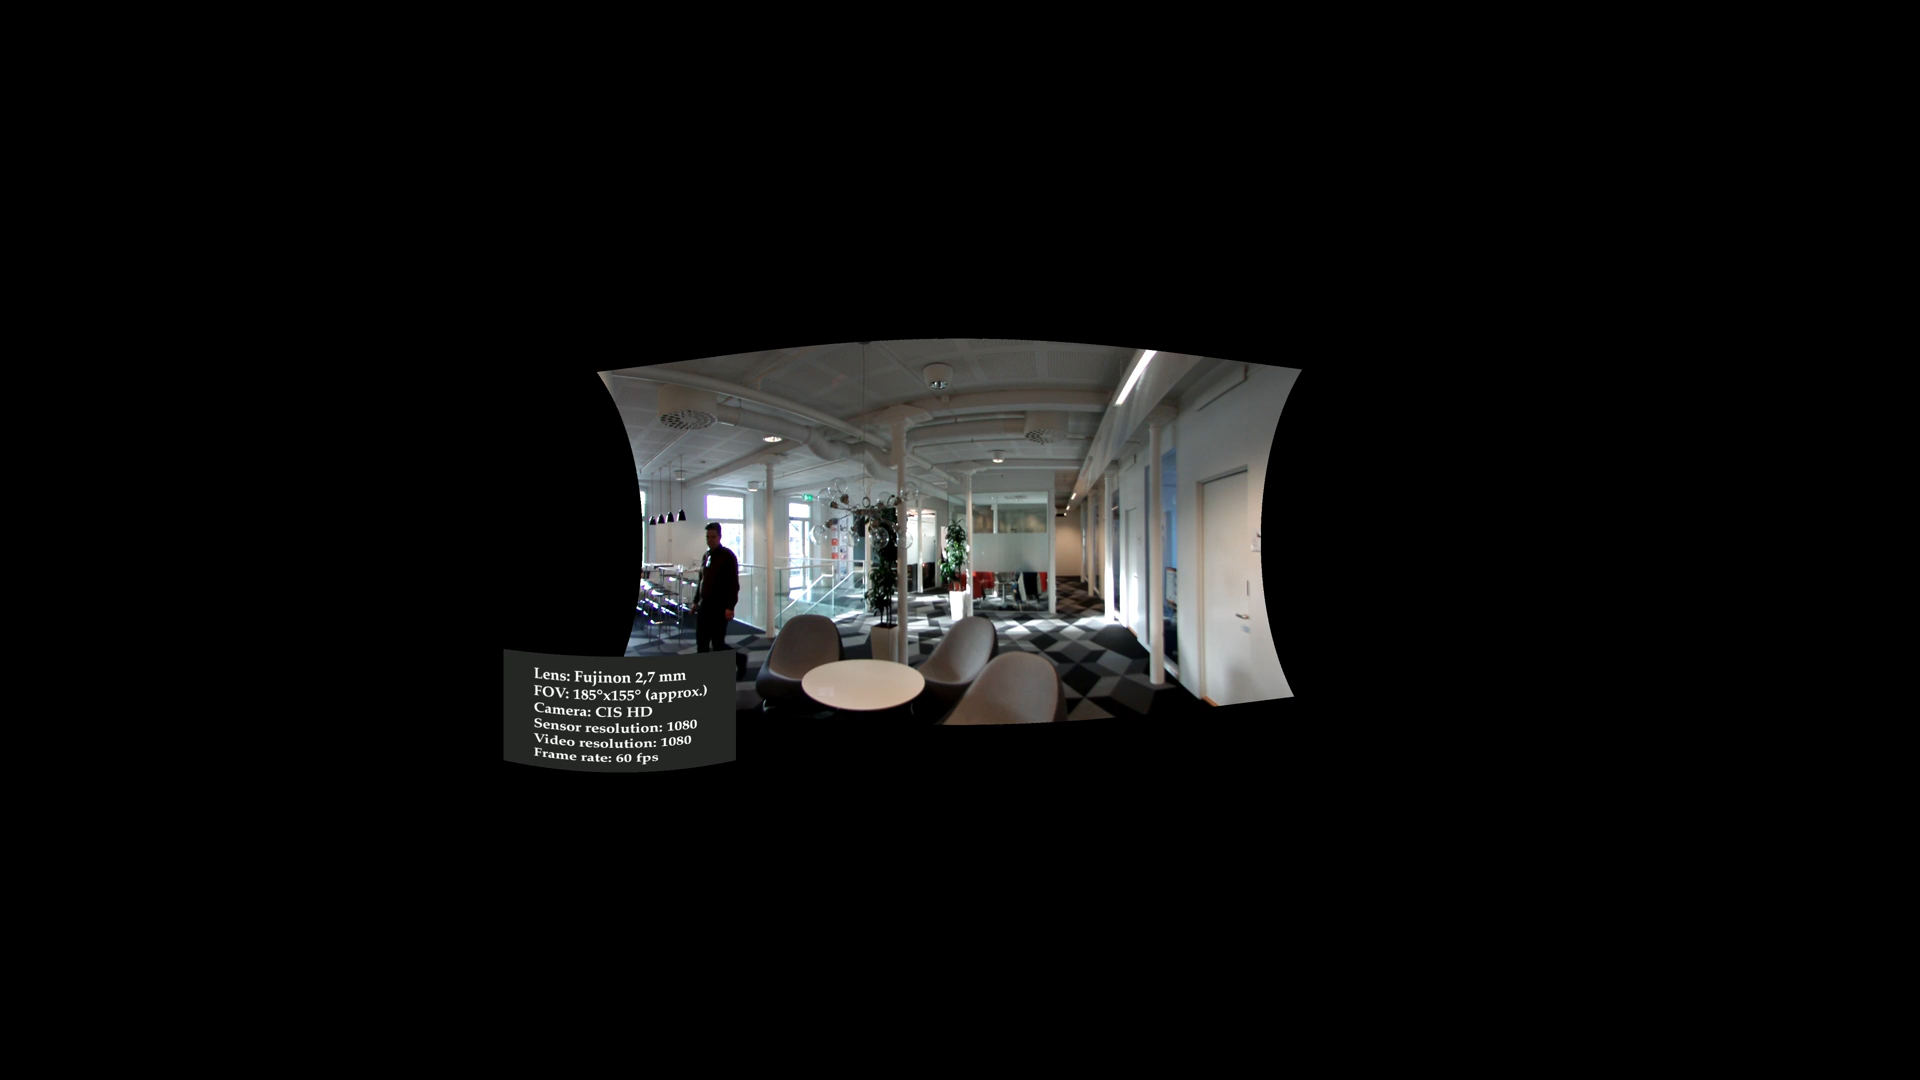 Lens: Fujinon 2,7 mm
FOV: 185°x155° (approx.)
Camera: CIS HD
Sensor resolution: 1080
Video resolution: 1080
Frame rate: 60 fps